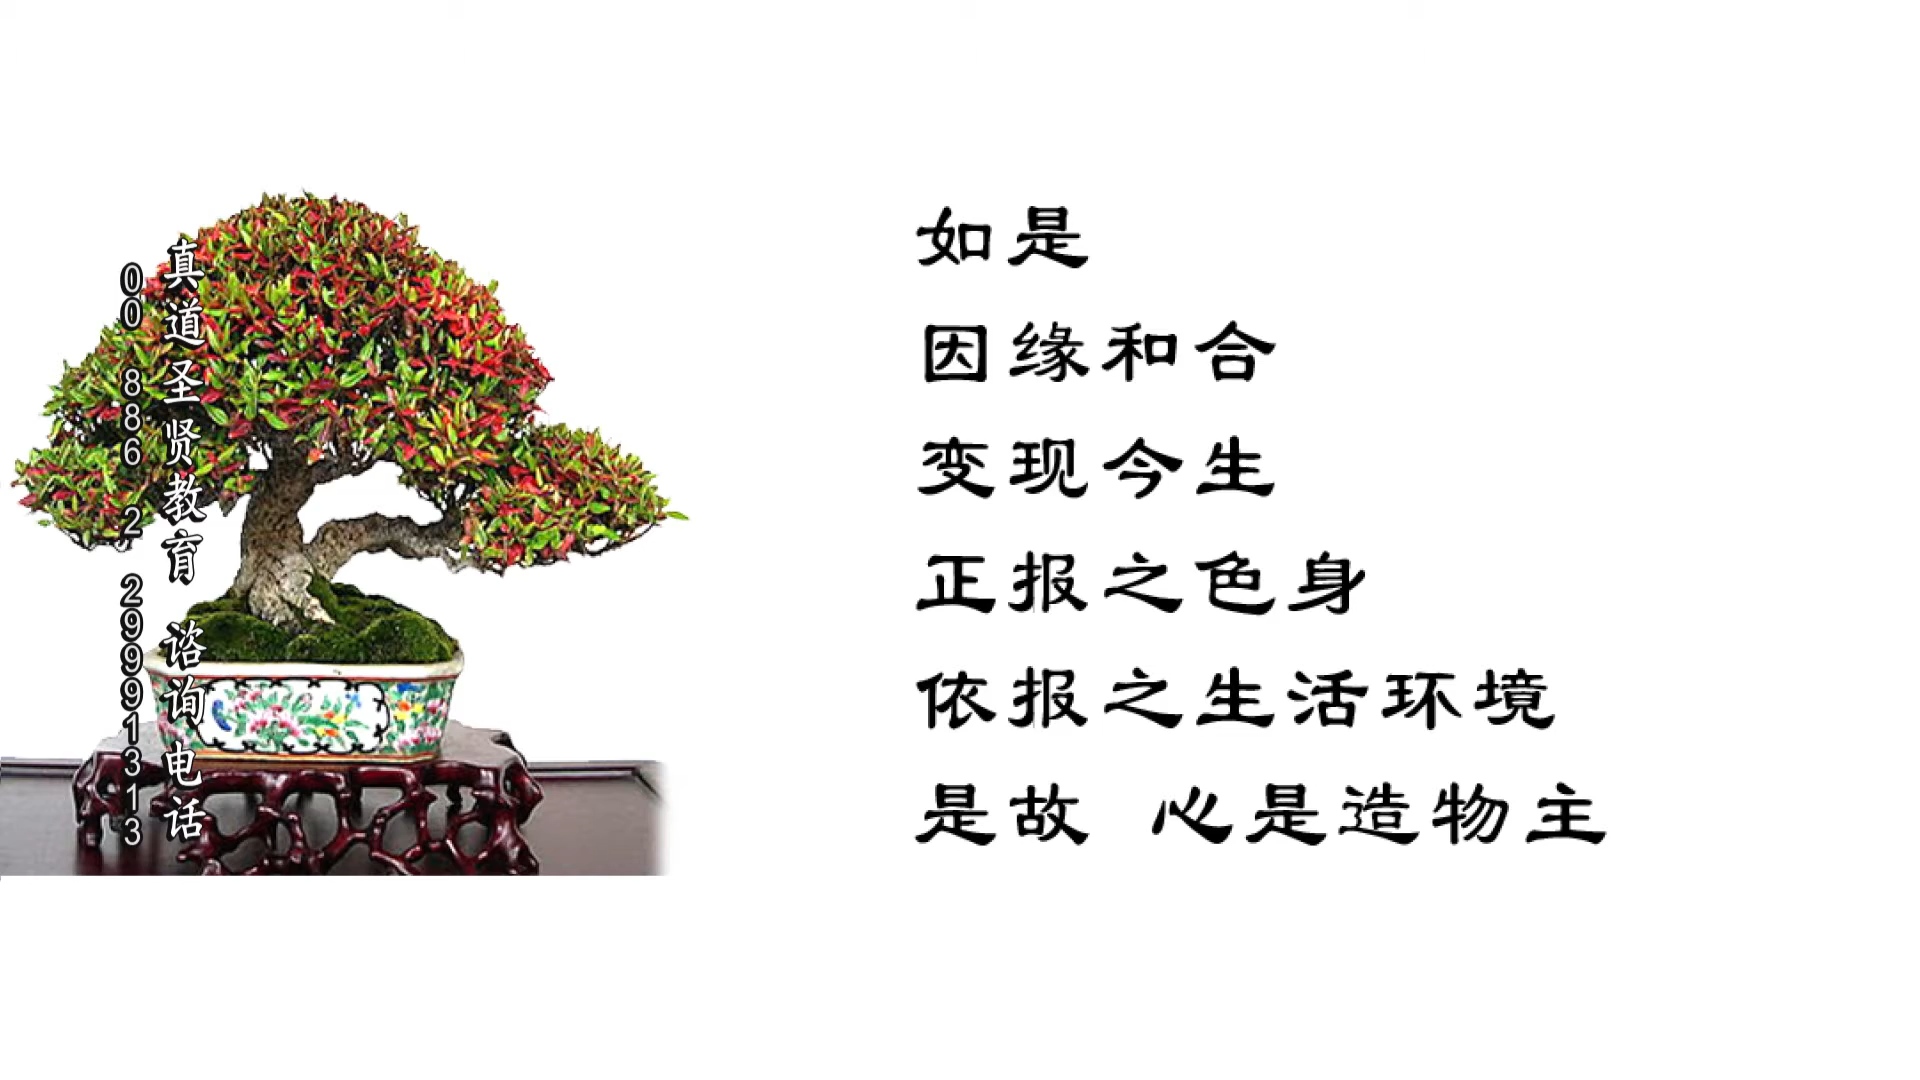 真道圣贤教育 谘询电话
00 886 2 29991313
如是
因缘和合
变现今生
正报之色身
依报之生活环境
是故 心是造物主